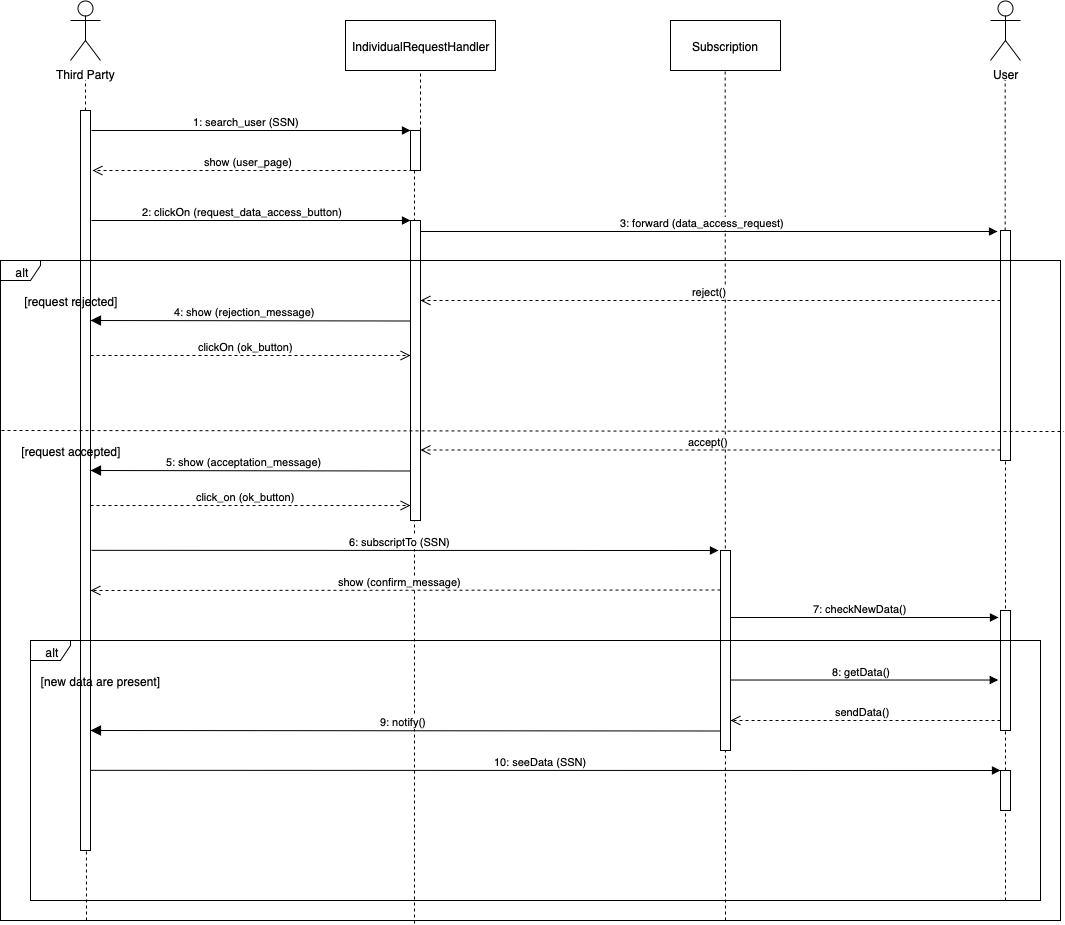 Third Party
IndividualRequestHandler
Subscription
User
1: search_user (SSN)
show (user_page)
2: clickOn (request_data_access_button)
3: forward (data_access_request)
alt
[request rejected]
reject()
4: show (rejection_message)
clickOn (ok_button)
[request accepted]
accept()
5: show (acceptation_message)
click_on (ok_button)
6: subscriptTo (SSN)
show (confirm_message)
7: checkNewData()
alt
[new data are present]
8: getData()
sendData()
9: notify()
10: seeData (SSN)